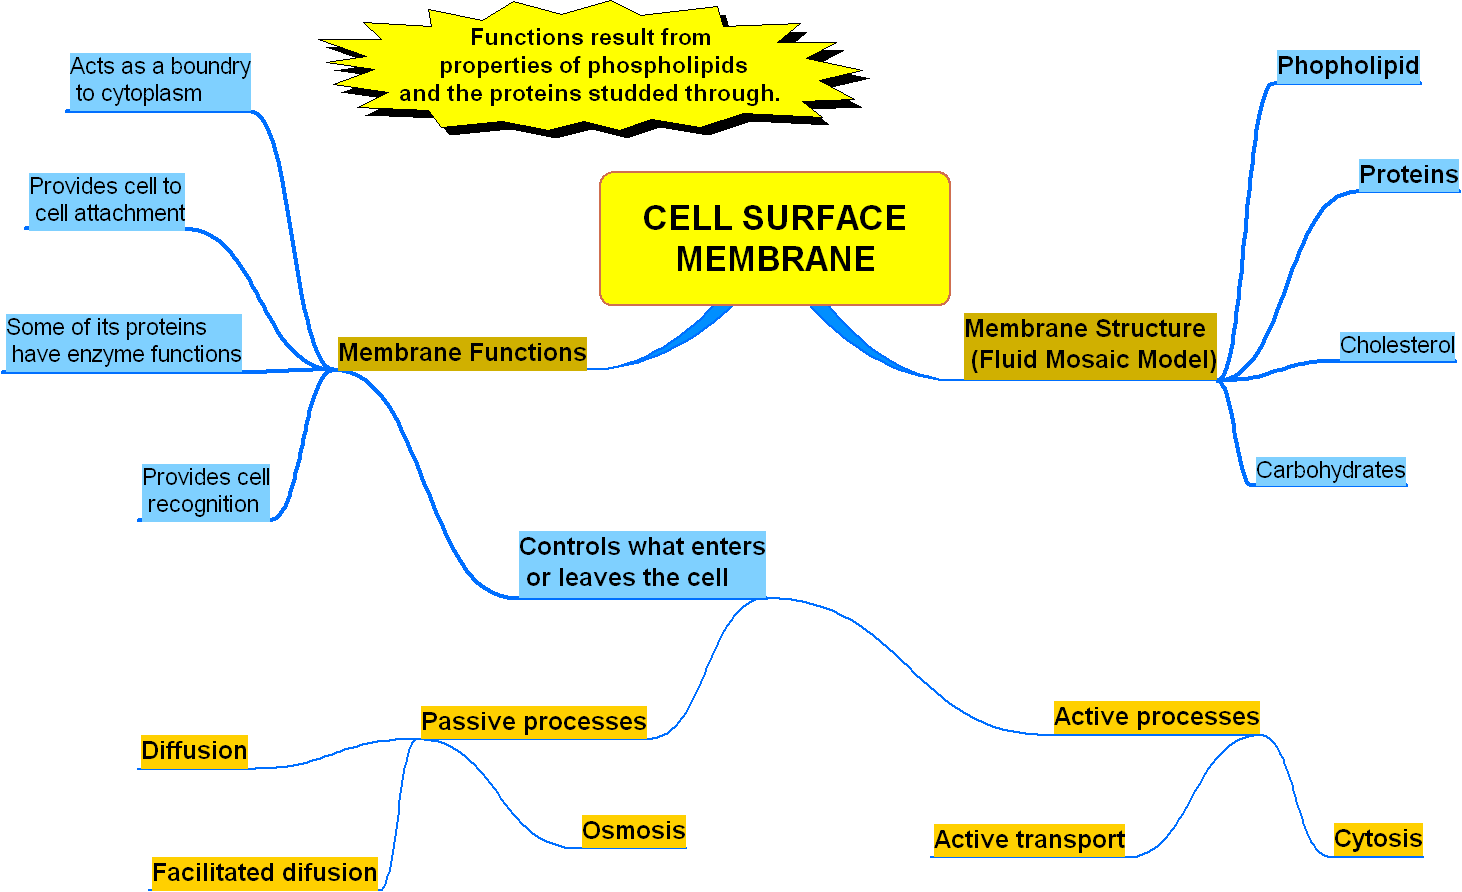 Functions result from
properties of phospholipids
and the proteins studded through.
CELL SURFACE
MEMBRANE
Membrane Functions
Acts as a boundry
to cytoplasm
Provides cell to
cell attachment
Some of its proteins
have enzyme functions
Provides cell
recognition
Controls what enters
or leaves the cell
Passive processes
Diffusion
Facilitated difusion
Osmosis
Active processes
Active transport
Cytosis
Membrane Structure
(Fluid Mosaic Model)
Phopholipid
Proteins
Cholesterol
Carbohydrates